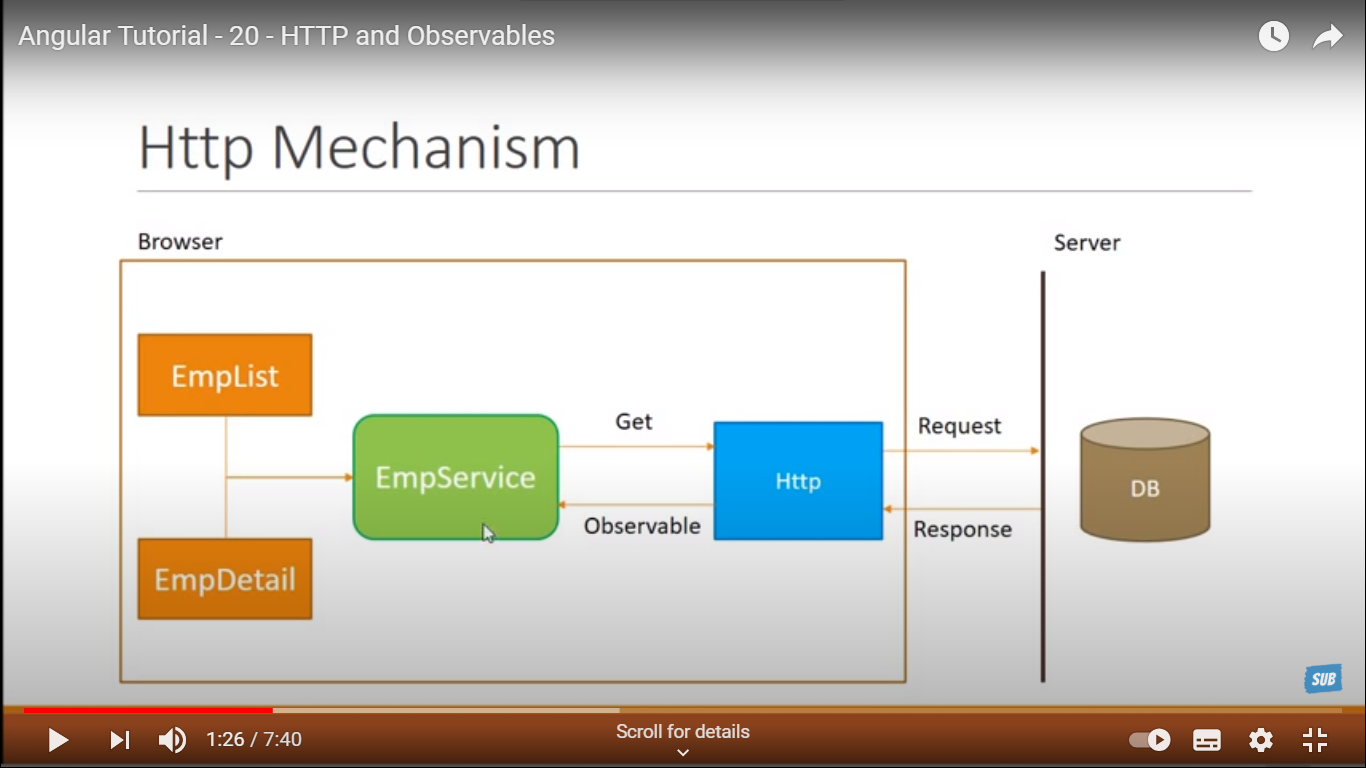 Angular Tutorial - 20 - HTTP and Observables
Http Mechanism
Browser
Server
EmpList
EmpService
EmpDetail
Get
Observable
Http
Request
Response
DB
SUB
1:26 / 7:40
Scroll for details